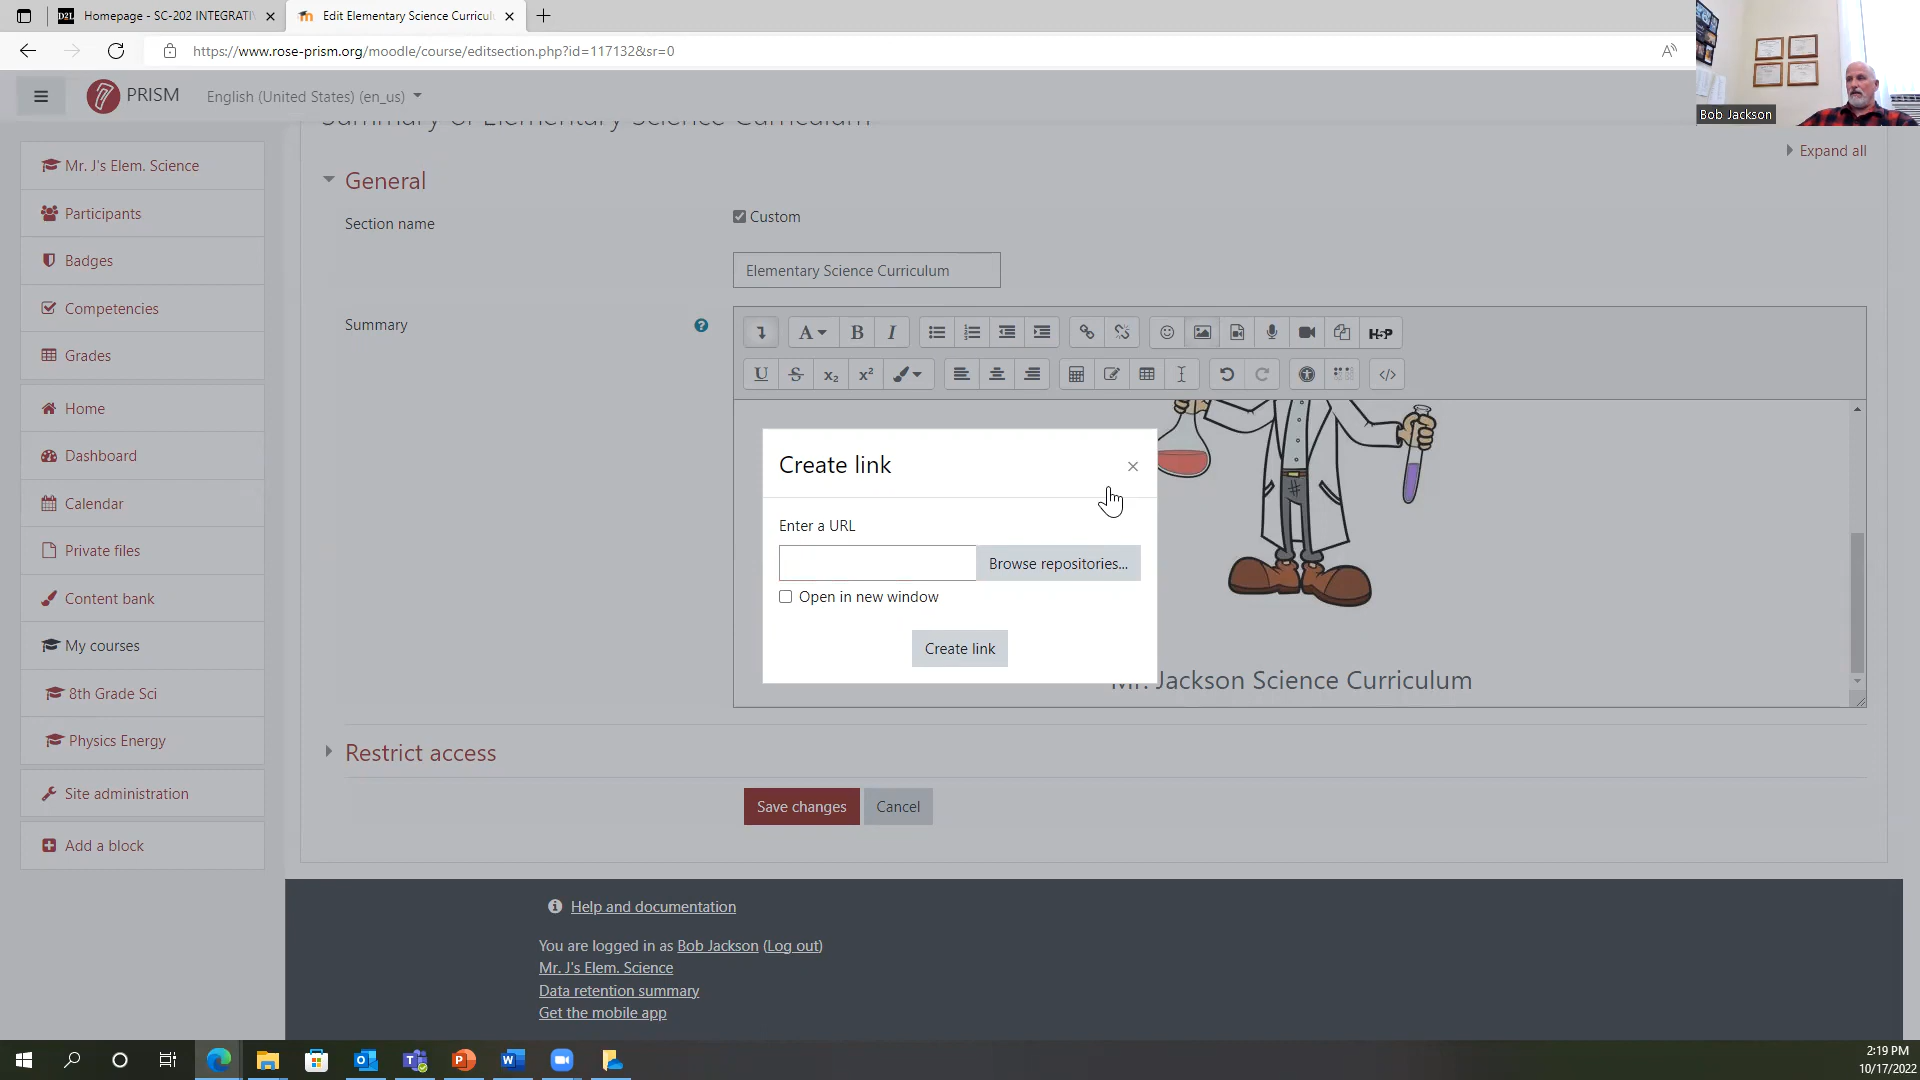 Homepage - SC-202 INTEGRATI
Edit Elementary Science Curriculu
https://www.rose-prism.org/moodle/course/editsection.php?id=117132&sr=0
PRISM
English (United States) (en_us)
Bob Jackson
Summary of Elementary Science Curriculum
Expand all
Mr. J's Elem. Science
Participants
Badges
Competencies
Grades
Home
Dashboard
Calendar
Private files
Content bank
My courses
8th Grade Sci
Physics Energy
Site administration
Add a block
General
Section name
Custom
Elementary Science Curriculum
Summary
H-P
Create link
Enter a URL
Browse repositories...
Open in new window
Create link
Mr. Jackson Science Curriculum
Restrict access
Save changes
Cancel
Help and documentation
You are logged in as Bob Jackson (Log out)
Mr. J's Elem. Science
Data retention summary
Get the mobile app
2:19 PM
10/17/2022